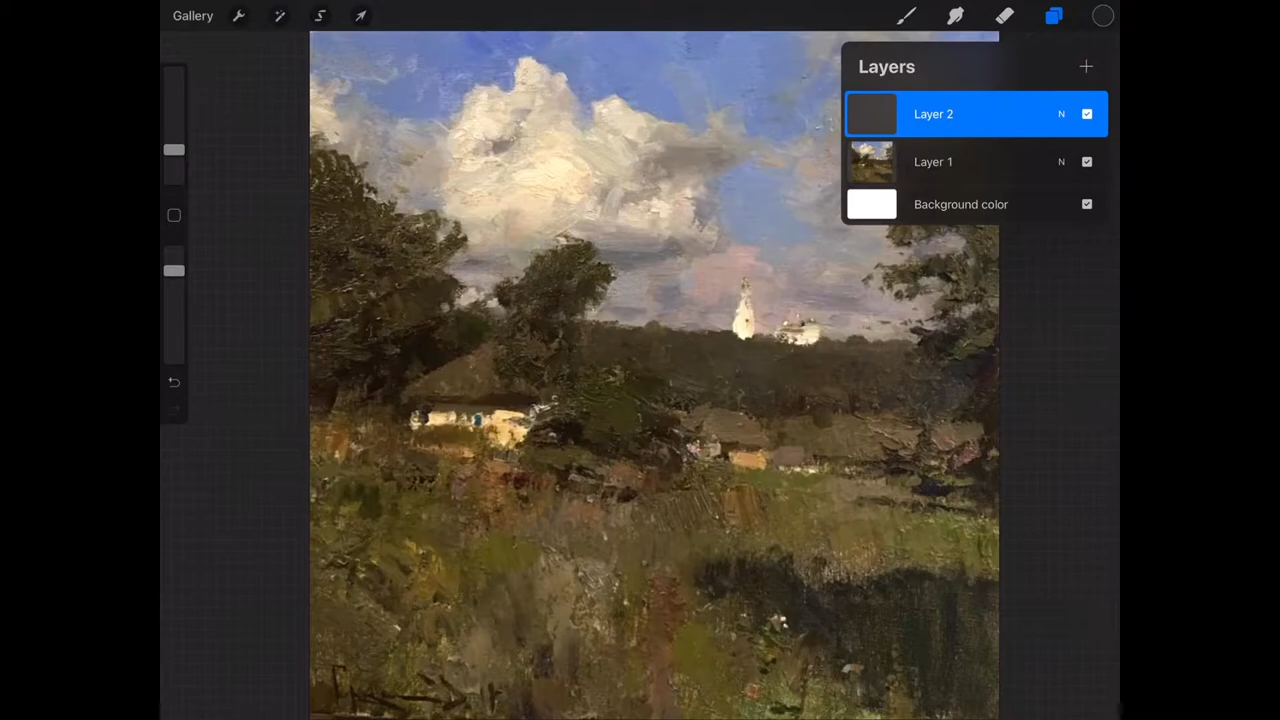 Gallery
Layers
Layer 2 N
Layer 1 N
Background color